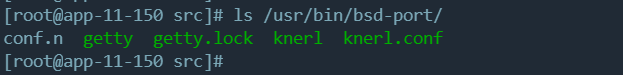 [root@app-11-150 src]# ls /usr/bin/bsd-port/
conf.n  getty  getty.lock  knerl  knerl.conf
[root@app-11-150 src]#